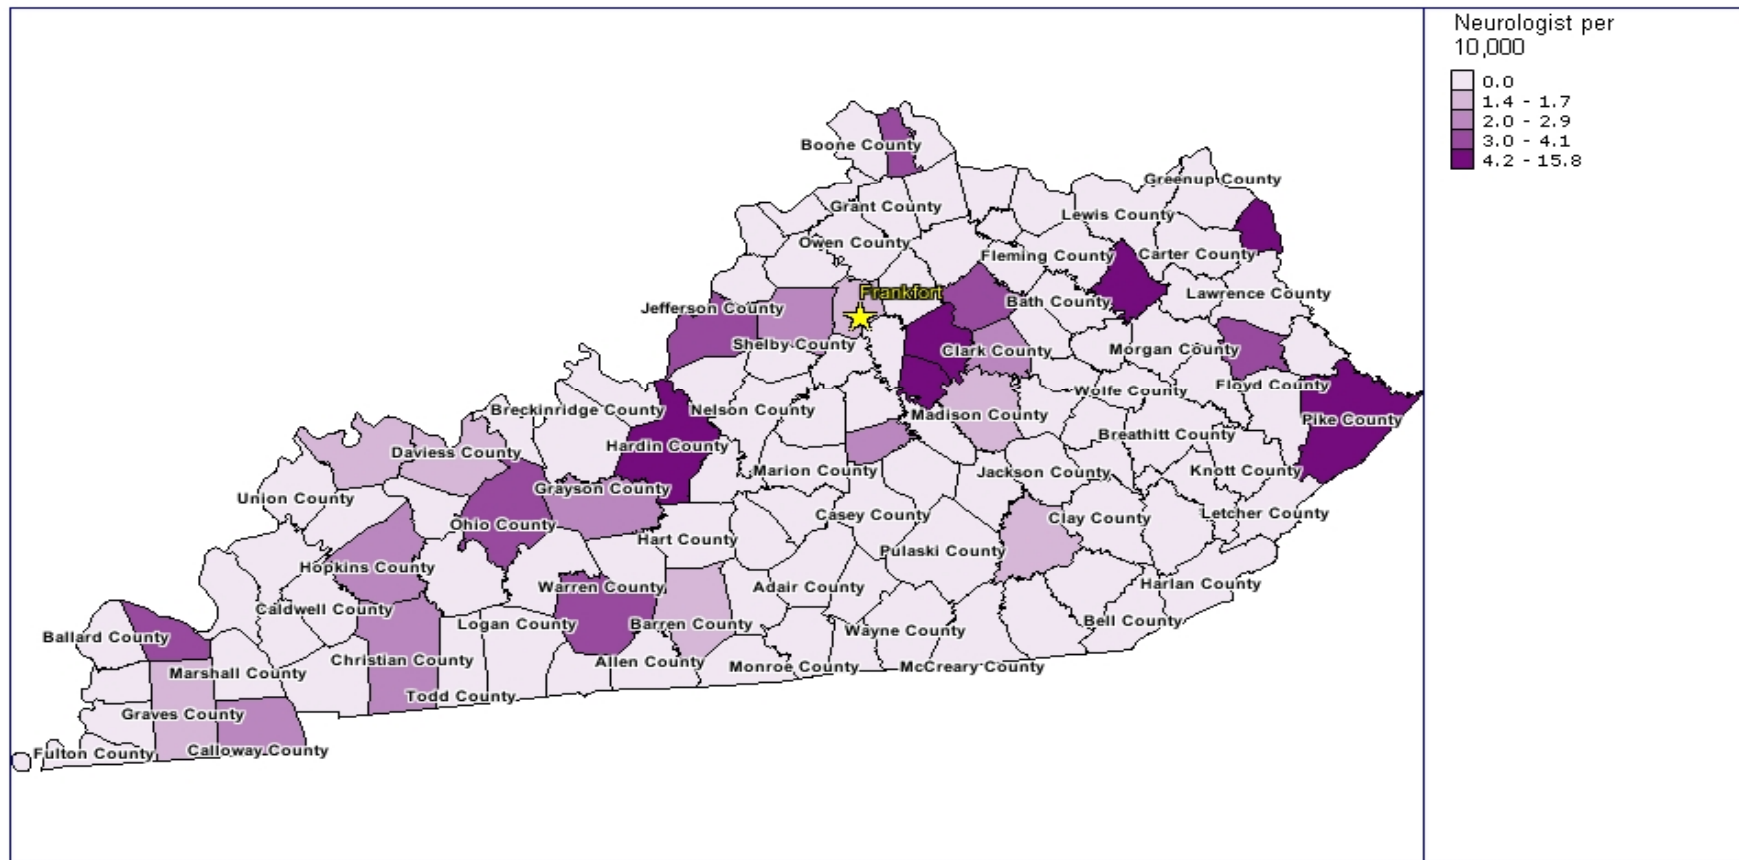 Neurologist per
10,000
0.0
1.4 - 1.7
2.0 - 2.9
3.0 - 4.1
4.2 - 15.8
Boone County
Greenup County
Grant County
Lewis County
Owen County
Fleming County
Carter County
Frankfort
Bath County
Lawrence County
Jefferson County
Shelby County
Clark County
Morgan County
Wolfe County
Floyd County
Breckinridge County
Nelson County
Madison County
Pike County
Breathitt County
Hardin County
Daviess County
Marion County
Jackson County
Knott County
Grayson County
Union County
Ohio County
Casey County
Clay County
Letcher County
Hart County
Pulaski County
Hopkins County
Warren County
Adair County
Harlan County
Caldwell County
Logan County
Barren County
Wayne County
Bell County
Ballard County
Christian County
Allen County
Monroe County
McCreary County
Marshall County
Todd County
Graves County
Fulton County
Calloway County